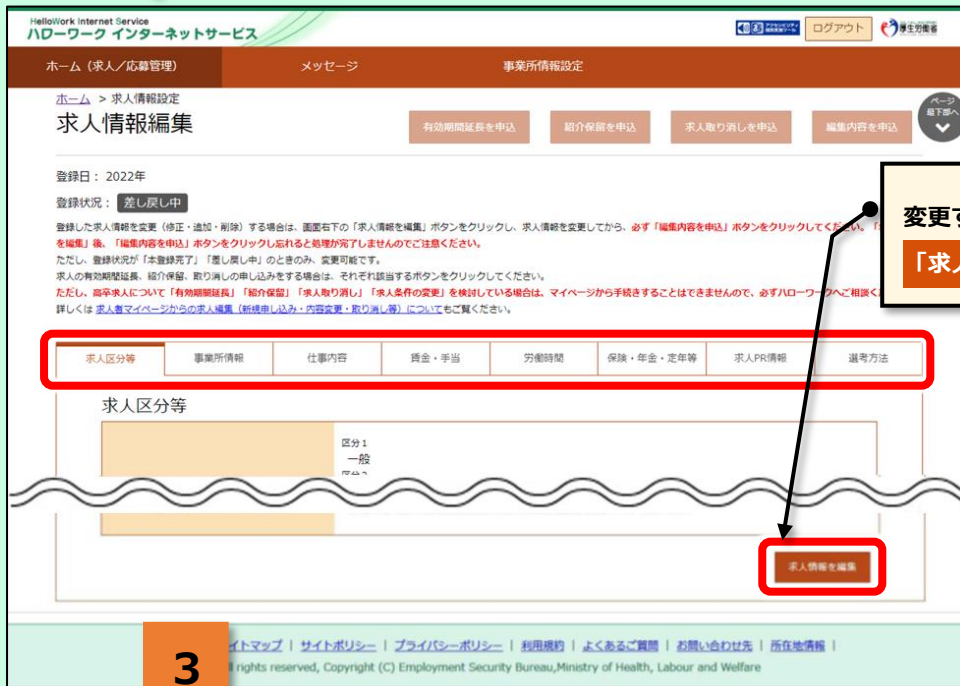 HelloWork Internet Service
ハローワーク インターネットサービス
ログアウト
厚生労働省
ホーム（求人／応募管理）
メッセージ
事業所情報設定
ホーム > 求人情報設定
求人情報編集
有効期間延長を申込
紹介保留を申込
求人取り消しを申込
編集内容を申込
ページ
最下部へ
登録日： 2022年
登録状況： 差し戻し中
登録した求人情報を変更（修正・追加・削除）する場合は、画面右下の「求人情報を編集」ボタンをクリックし、求人情報を変更してから、必ず「編集内容を申込」ボタンをクリックしてください。「
を編集」後、「編集内容を申込」ボタンをクリックし忘れると処理が完了しませんのでご注意ください。
ただし、登録状況が「本登録完了」「差し戻し中」のときのみ、変更可能です。
求人の有効期間延長、紹介保留、取り消しの申し込みをする場合は、それぞれ該当するボタンをクリックしてください。
ただし、高卒求人について「有効期間延長」「紹介保留」「求人取り消し」「求人条件の変更」を検討している場合は、マイページから手続きすることはできませんので、必ずハローワークへご相談く
詳しくは 求人者マイページからの求人編集（新規申し込み・内容変更・取り消し等）についてもご覧ください。
変更す
「求人
求人区分等
事業所情報
仕事内容
賃金・手当
労働時間
保険・年金・定年等
求人PR情報
選考方法
求人区分等
区分1
一般
求人情報を編集
イトマップ | サイトポリシー | プライバシーポリシー | 利用規約 | よくあるご質問 | お問い合わせ先 | 所在地情報 |
3
l rights reserved, Copyright (C) Employment Security Bureau,Ministry of Health, Labour and Welfare